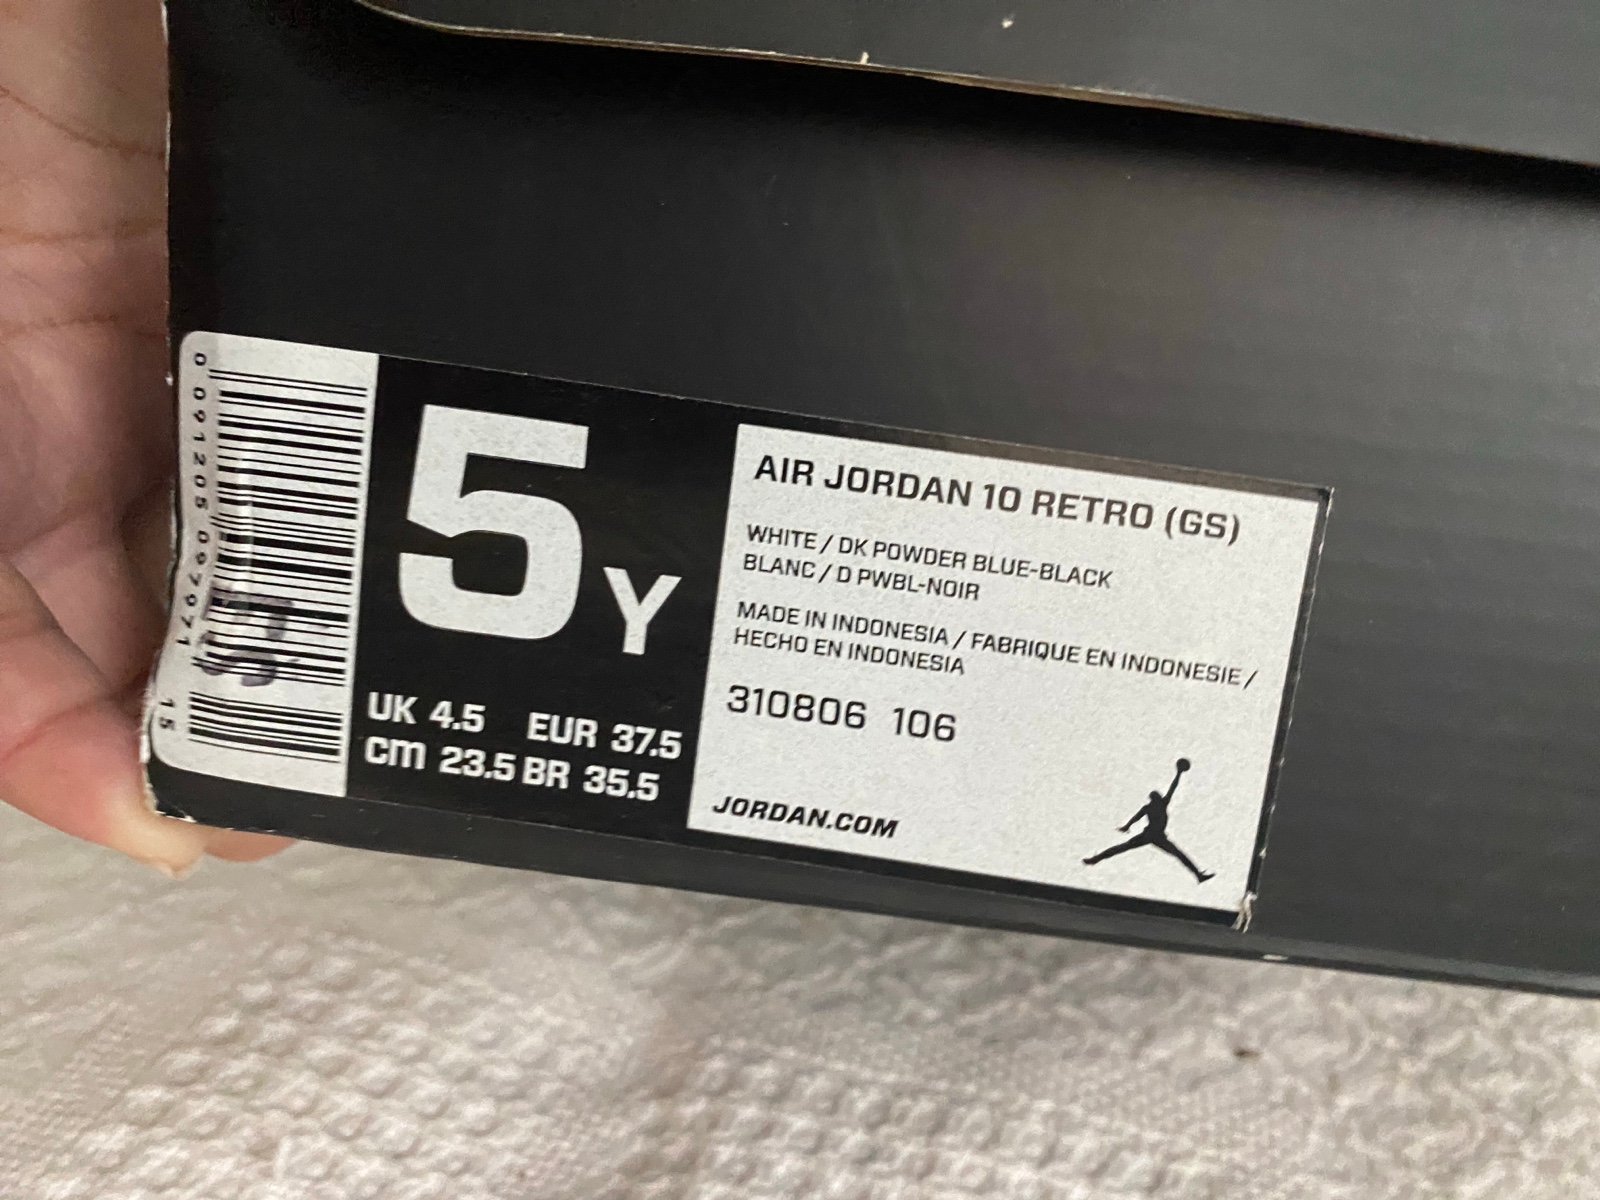 0 091205 097971
15
5Y
UK 4.5 EUR 37.5
cm 23.5 BR 35.5
AIR JORDAN 10 RETRO (GS)
WHITE / DK POWDER BLUE-BLACK
BLANC / D PWBL-NOIR
MADE IN INDONESIA / FABRIQUE EN INDONESIE /
HECHO EN INDONESIA
310806 106
JORDAN.COM